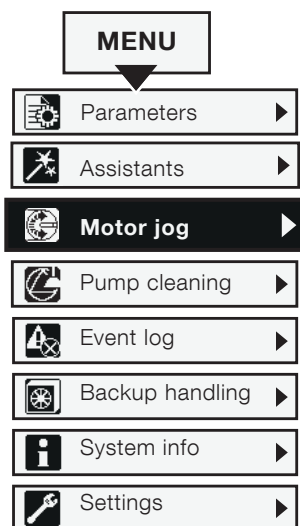 MENU
Parameters
Assistants
Motor jog
Pump cleaning
Event log
Backup handling
System info
Settings